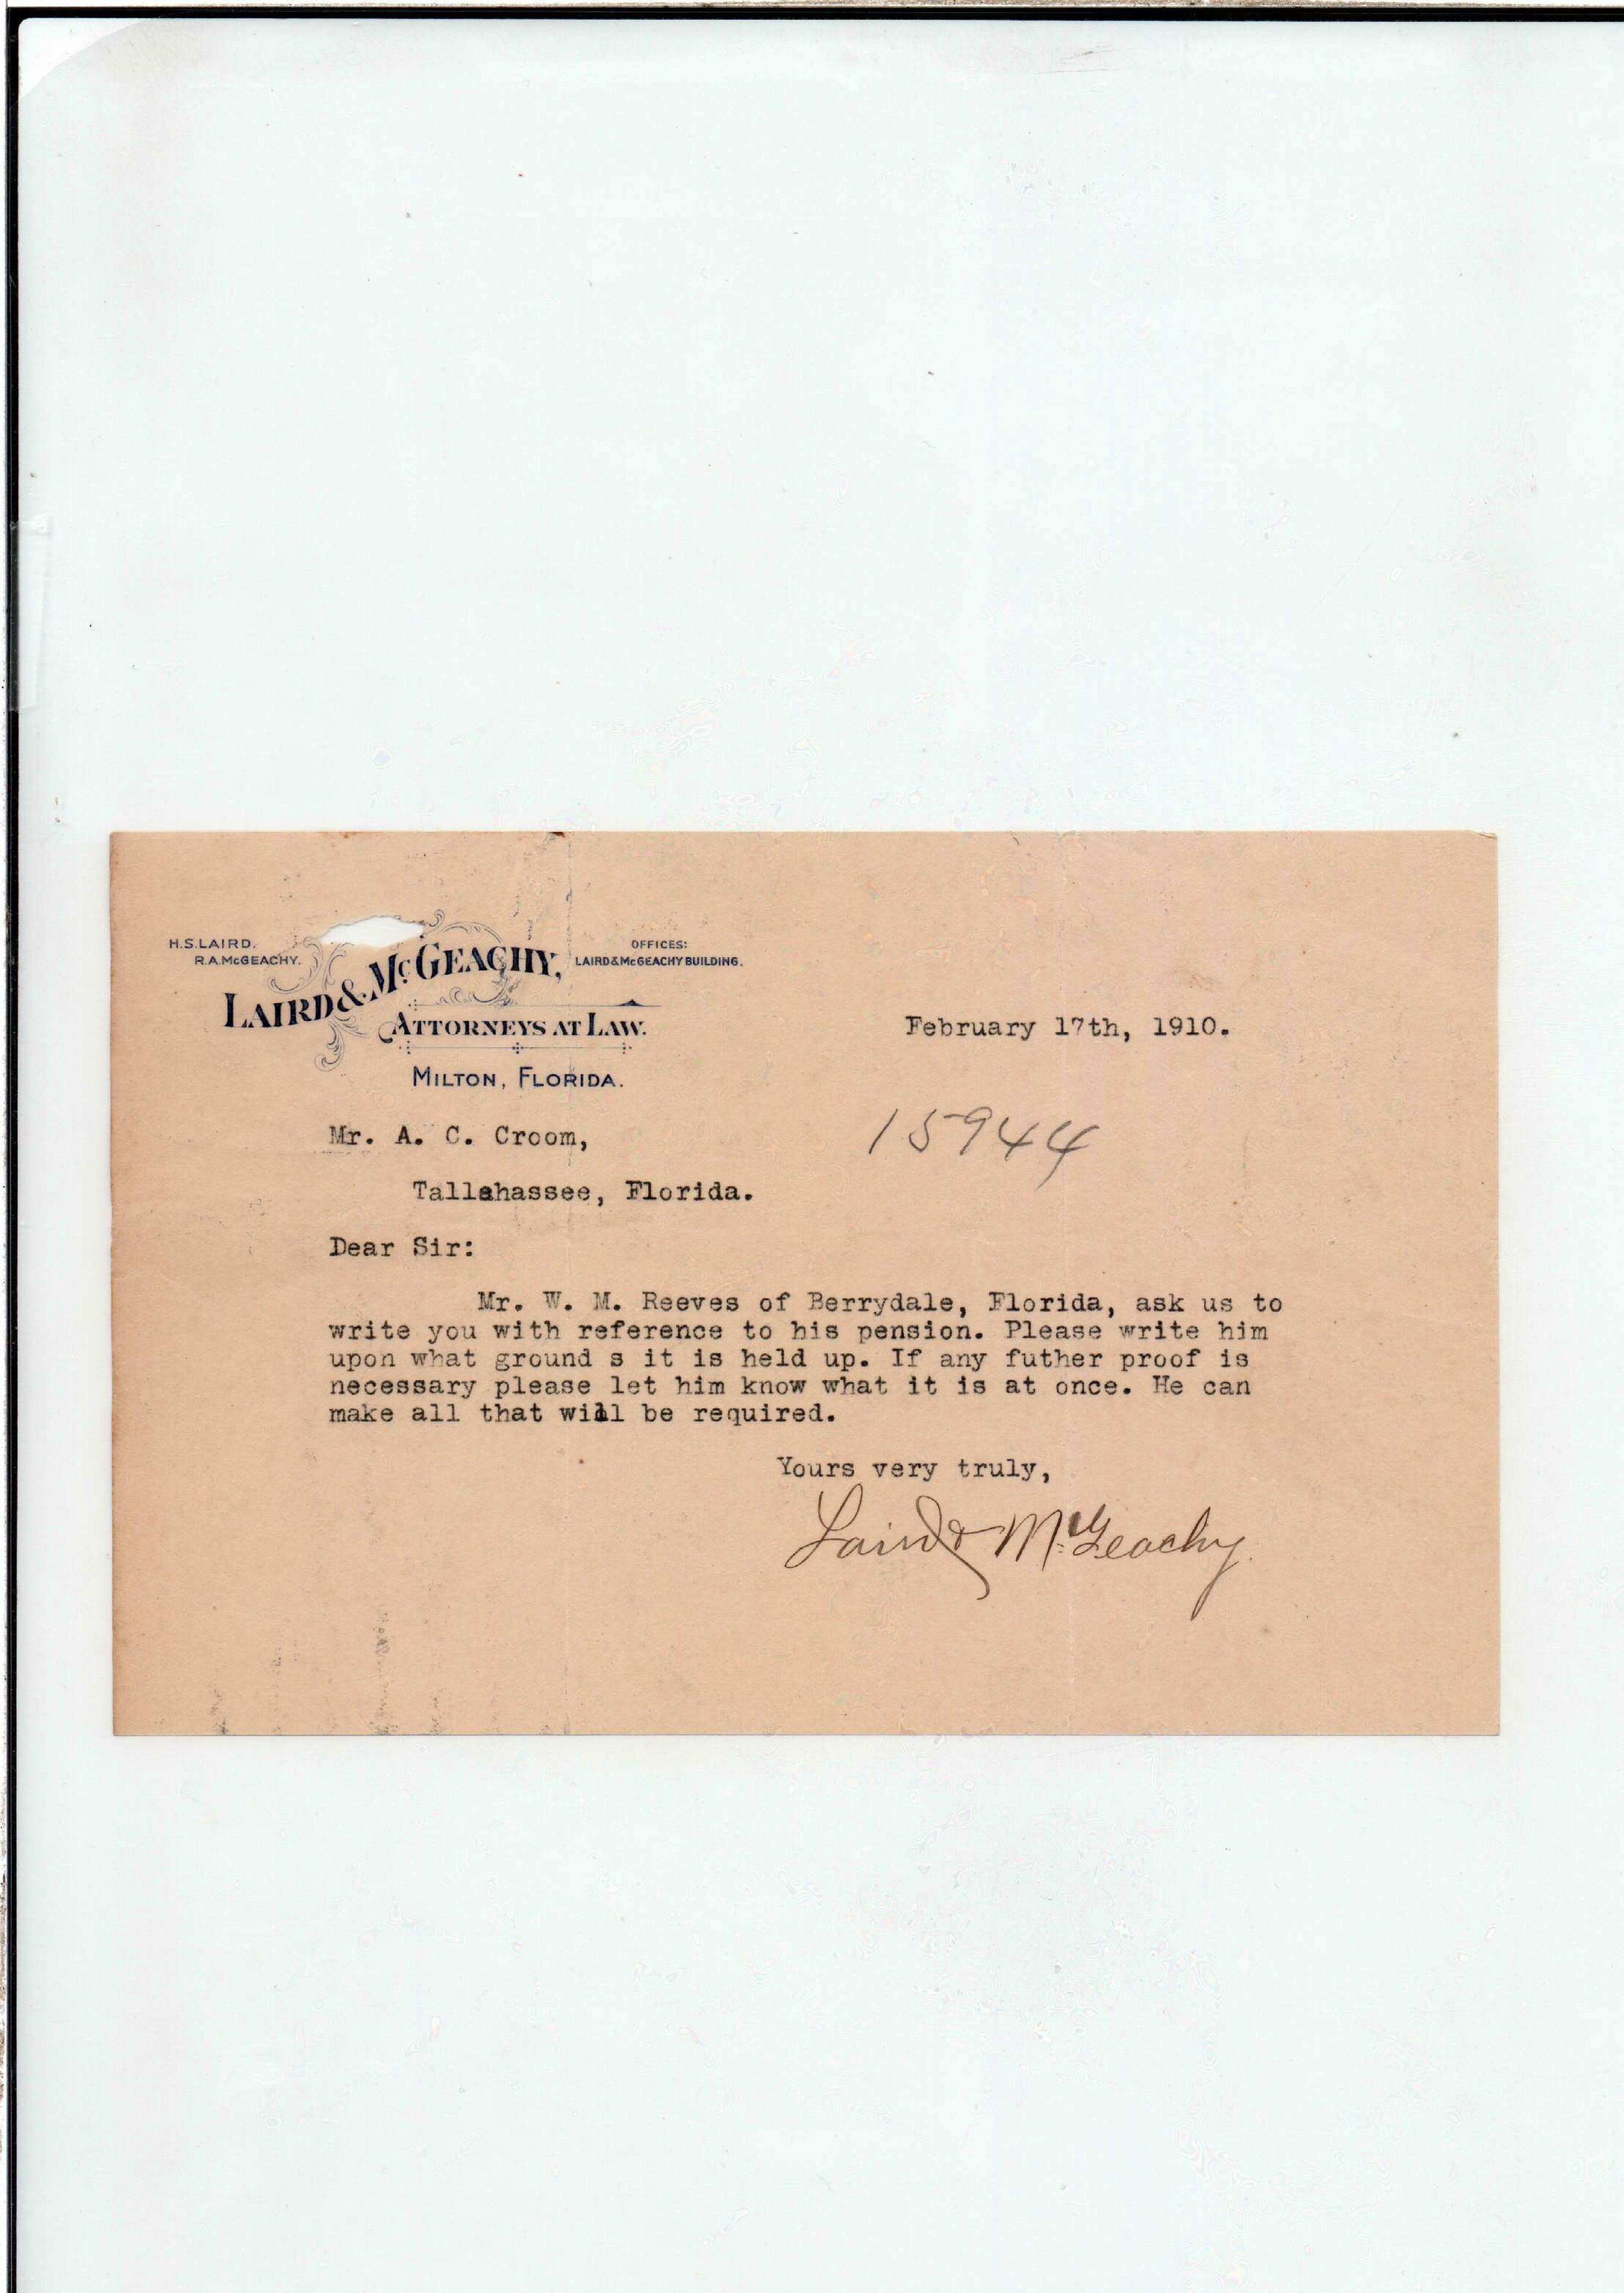 H.S.LAIRD.
R.A.McGEACHY.
OFFICES:
LAIRD & McGEACHY BUILDING.
LAIRD & McGEACHY,
ATTORNEYS AT LAW.
MILTON, FLORIDA.
February 17th, 1910.
15944
Mr. A. C. Croom,
Tallahassee, Florida.
Dear Sir:
Mr. W. M. Reeves of Berrydale, Florida, ask us to
write you with reference to his pension. Please write him
upon what ground s it is held up. If any futher proof is
necessary please let him know what it is at once. He can
make all that will be required.
Yours very truly,
Laird & McGeachy.